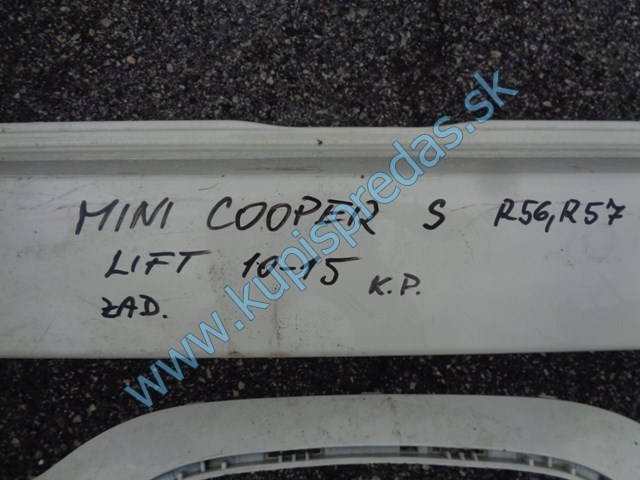 MINI COOPER S R56, R57
LIFT 10-15 K.P.
ZAD.
www.kupispredas.sk